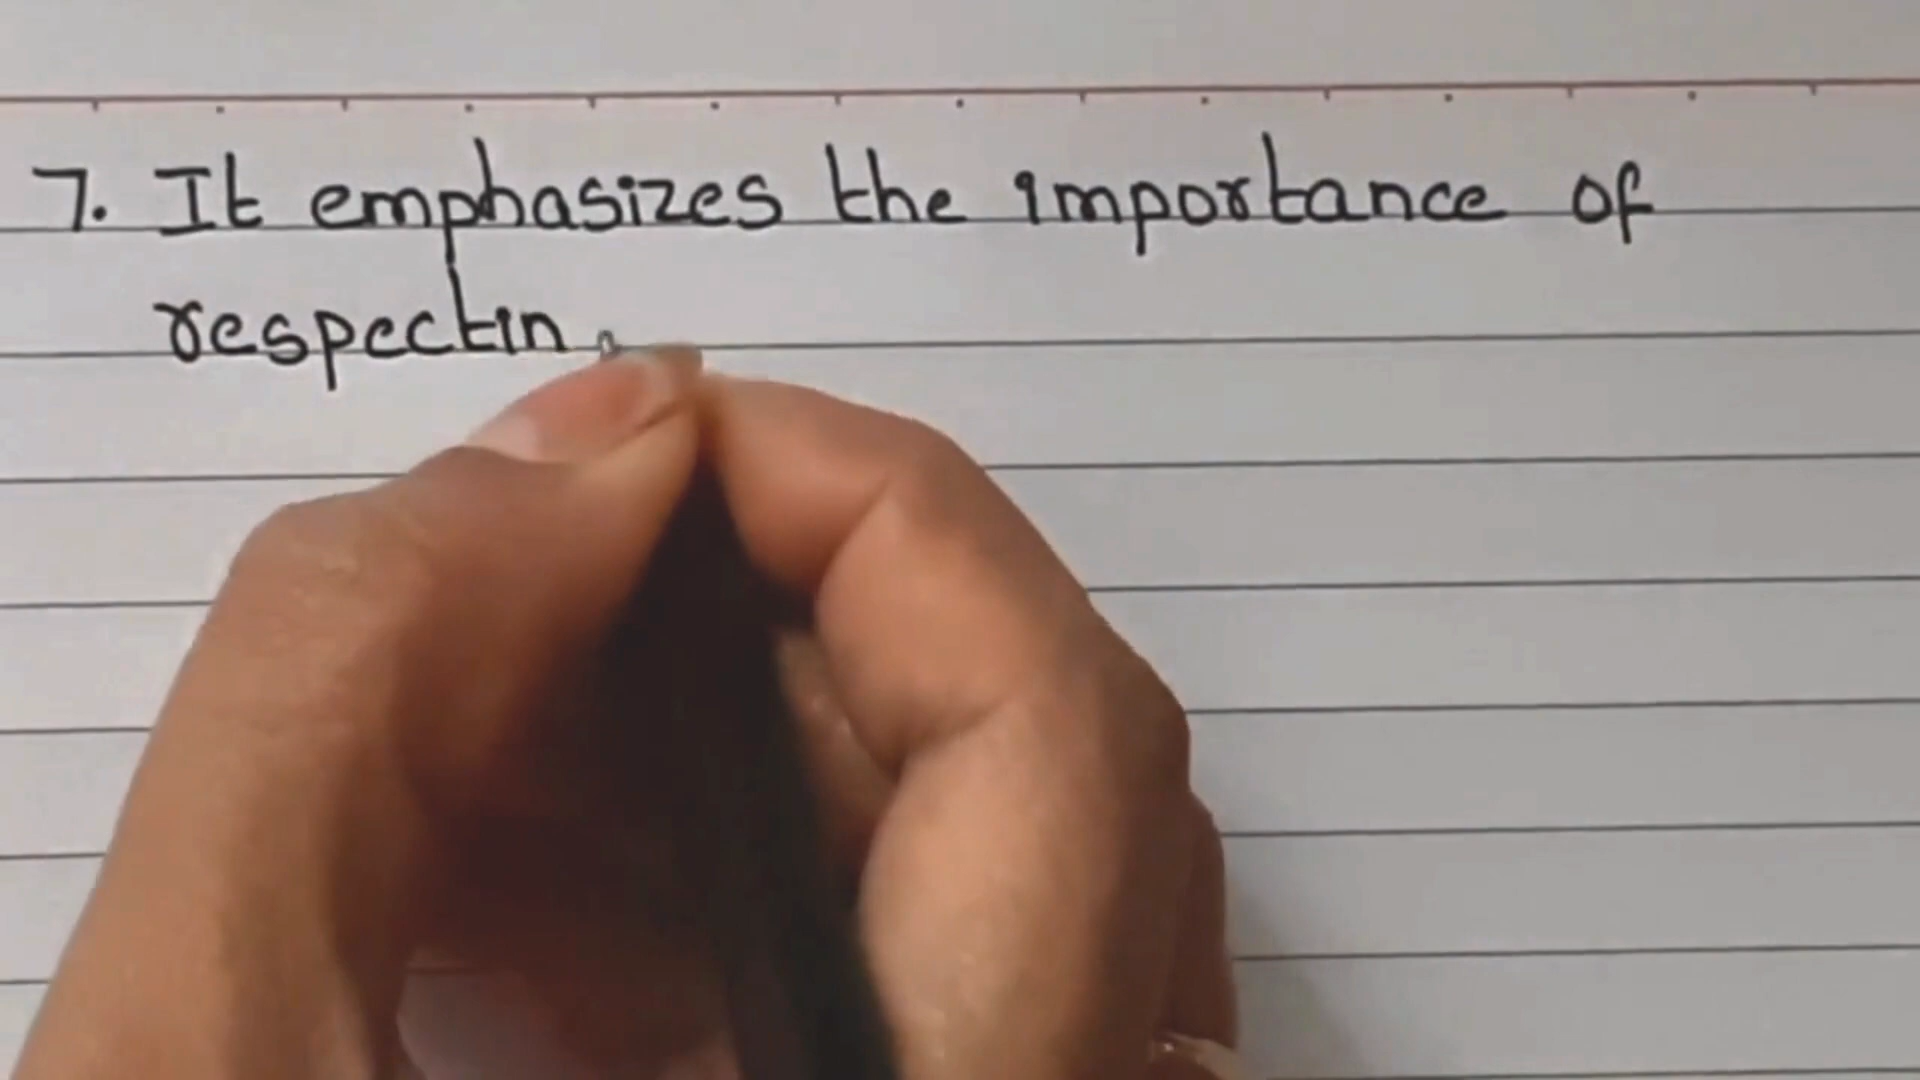 7. It emphasizes the importance of
respectin